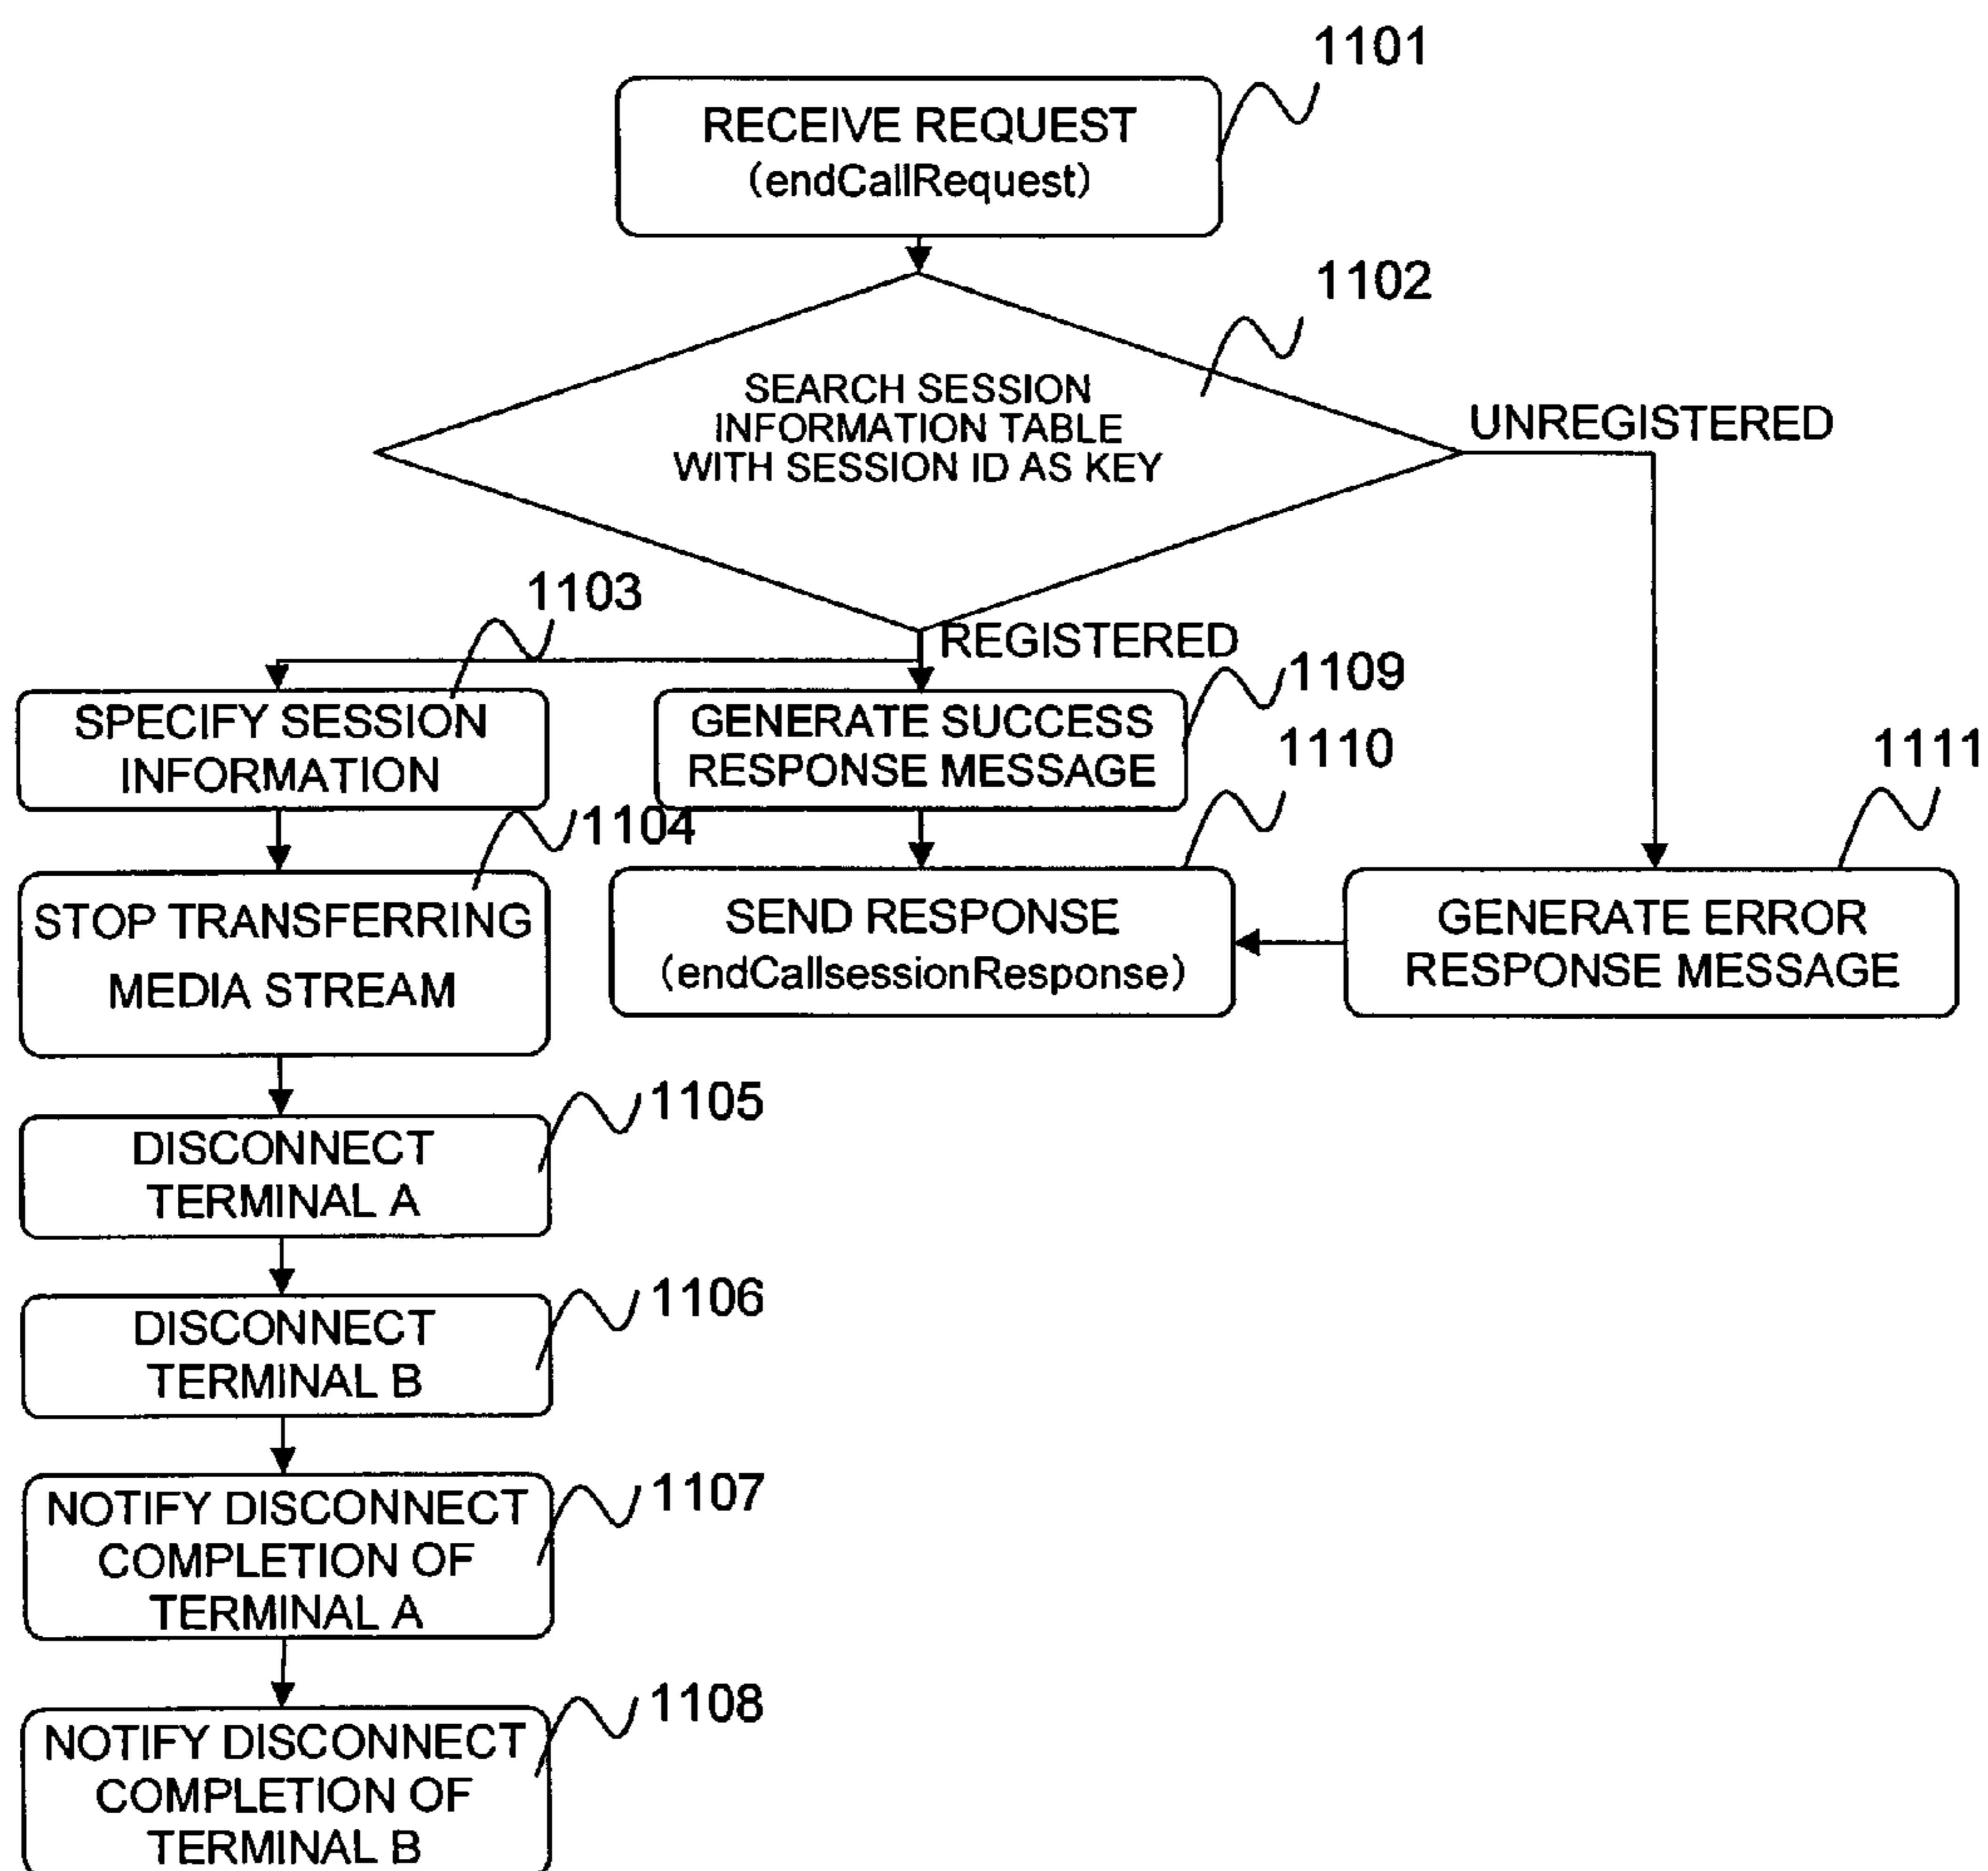 1101
RECEIVE REQUEST
(endCallRequest)
1102
SEARCH SESSION
INFORMATION TABLE
WITH SESSION ID AS KEY
UNREGISTERED
1103
REGISTERED
1109
SPECIFY SESSION
INFORMATION
GENERATE SUCCESS
RESPONSE MESSAGE
1110
1111
1104
STOP TRANSFERRING
MEDIA STREAM
SEND RESPONSE
(endCallsessionResponse)
GENERATE ERROR
RESPONSE MESSAGE
1105
DISCONNECT
TERMINAL A
1106
DISCONNECT
TERMINAL B
1107
NOTIFY DISCONNECT
COMPLETION OF
TERMINAL A
1108
NOTIFY DISCONNECT
COMPLETION OF
TERMINAL B